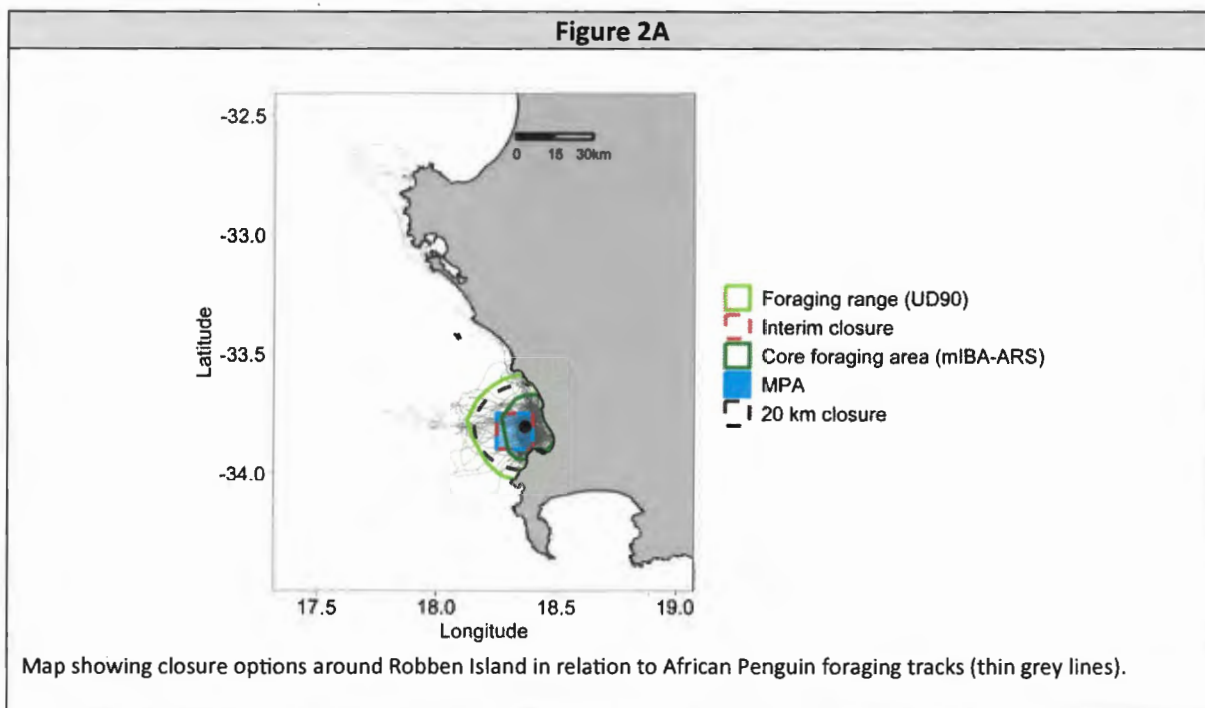 Figure 2A
-32.5
0 15 30km
-33.0
Latitude
-33.5
-34.0
17.5 18.0 18.5 19.0
Longitude
Foraging range (UD90)
Interim closure
Core foraging area (mIBA-ARS)
MPA
20 km closure
Map showing closure options around Robben Island in relation to African Penguin foraging tracks (thin grey lines).